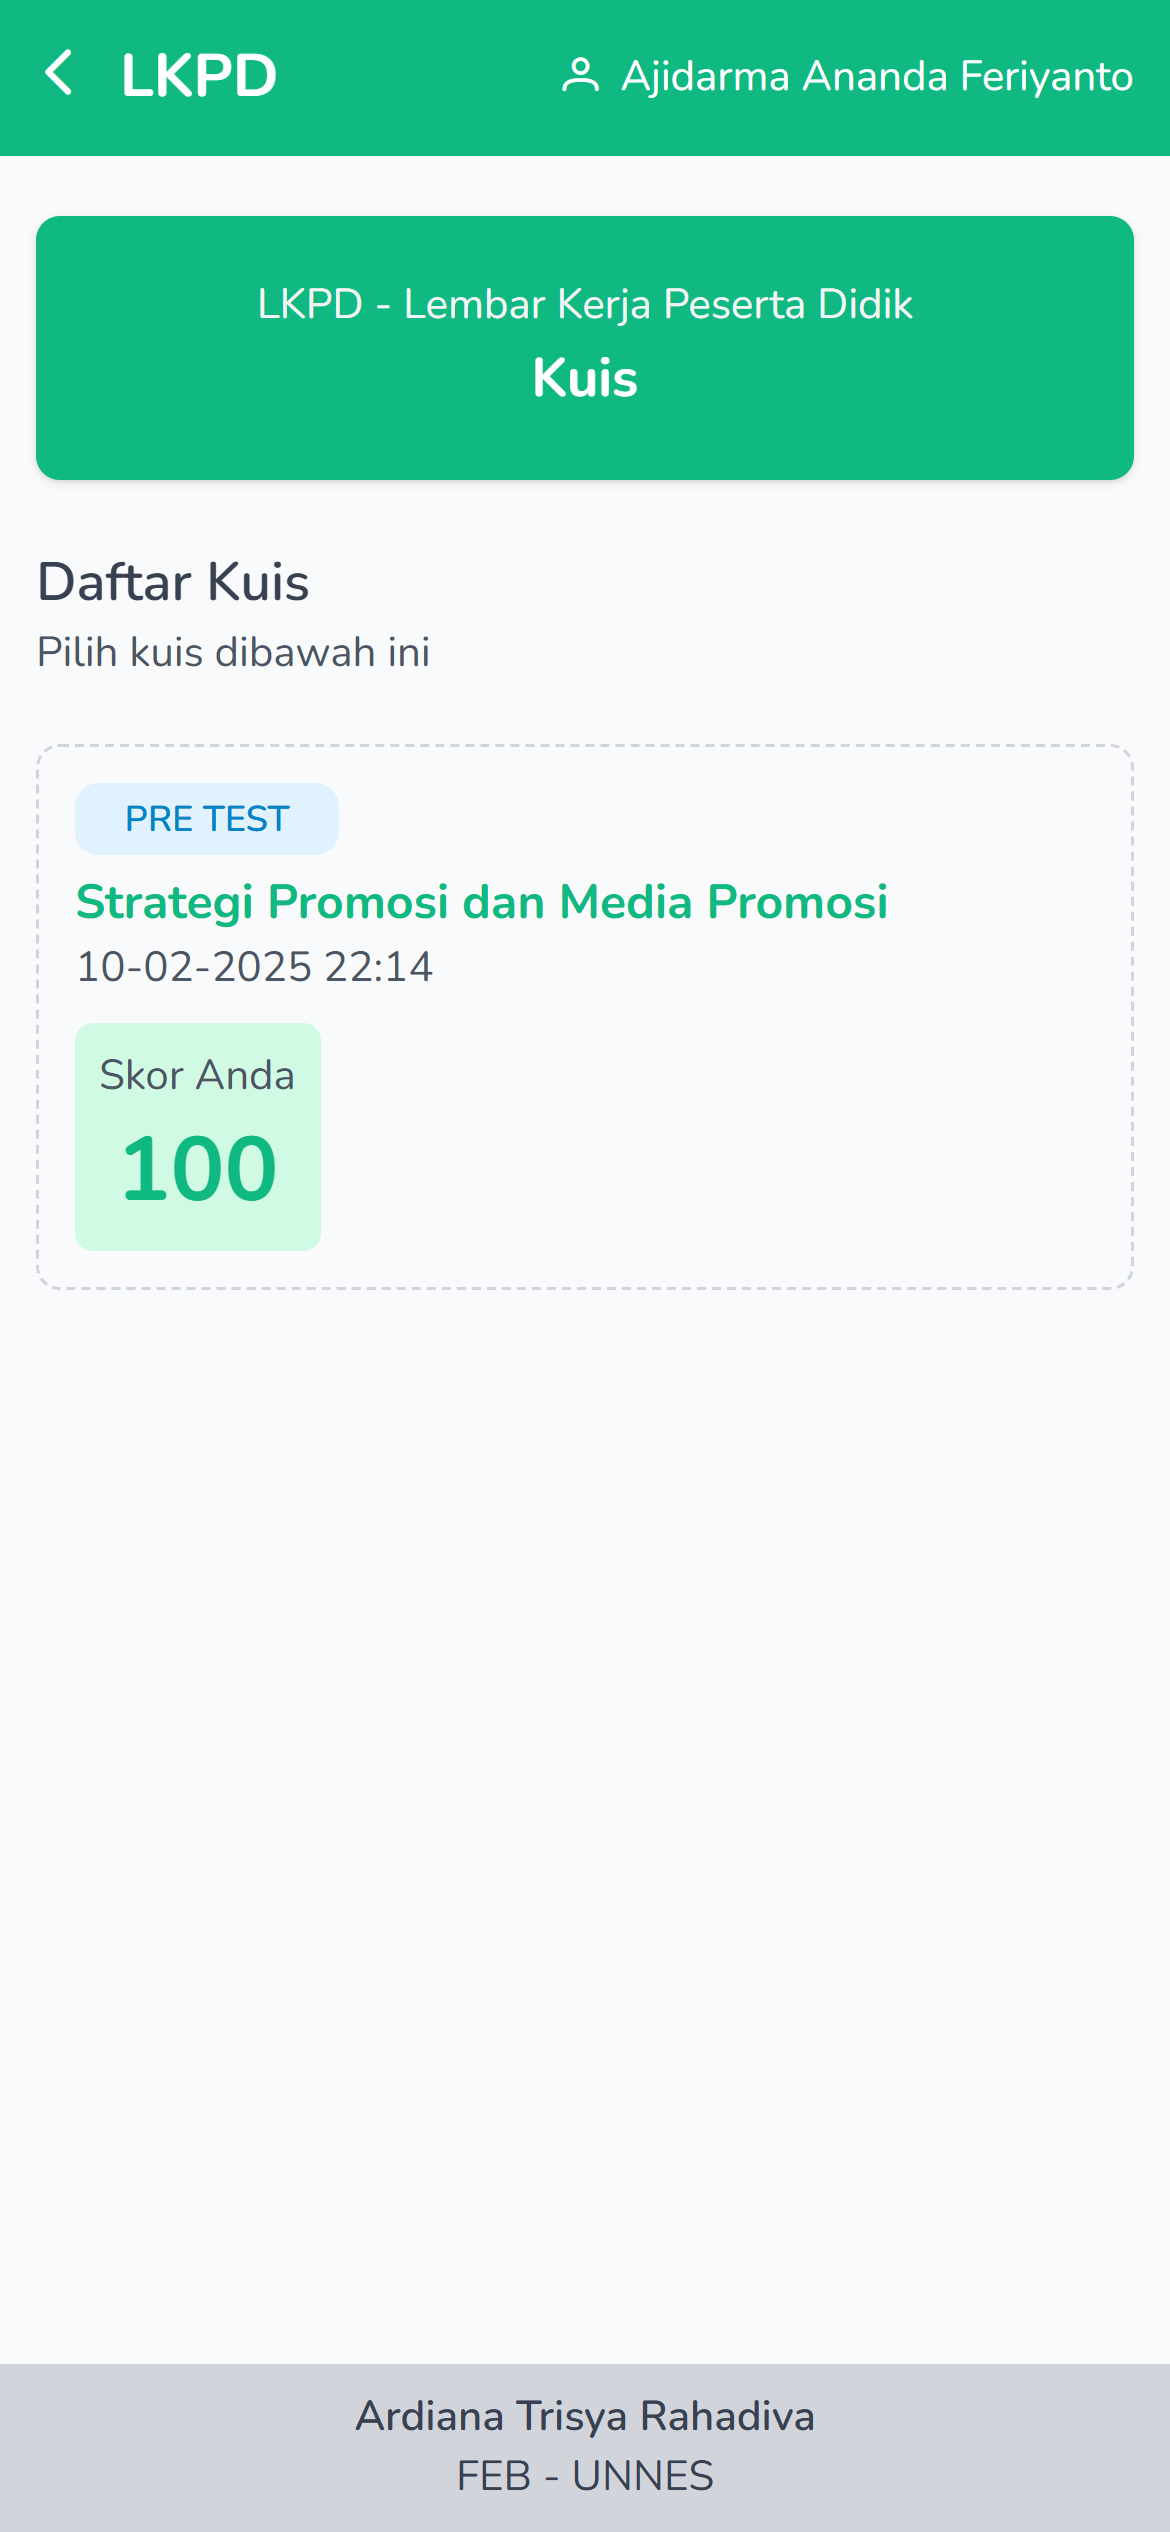 LKPD
Ajidarma Ananda Feriyanto
LKPD - Lembar Kerja Peserta Didik
Kuis
Daftar Kuis
Pilih kuis dibawah ini
PRE TEST
Strategi Promosi dan Media Promosi
10-02-2025 22:14
Skor Anda
100
Ardiana Trisya Rahadiva
FEB - UNNES